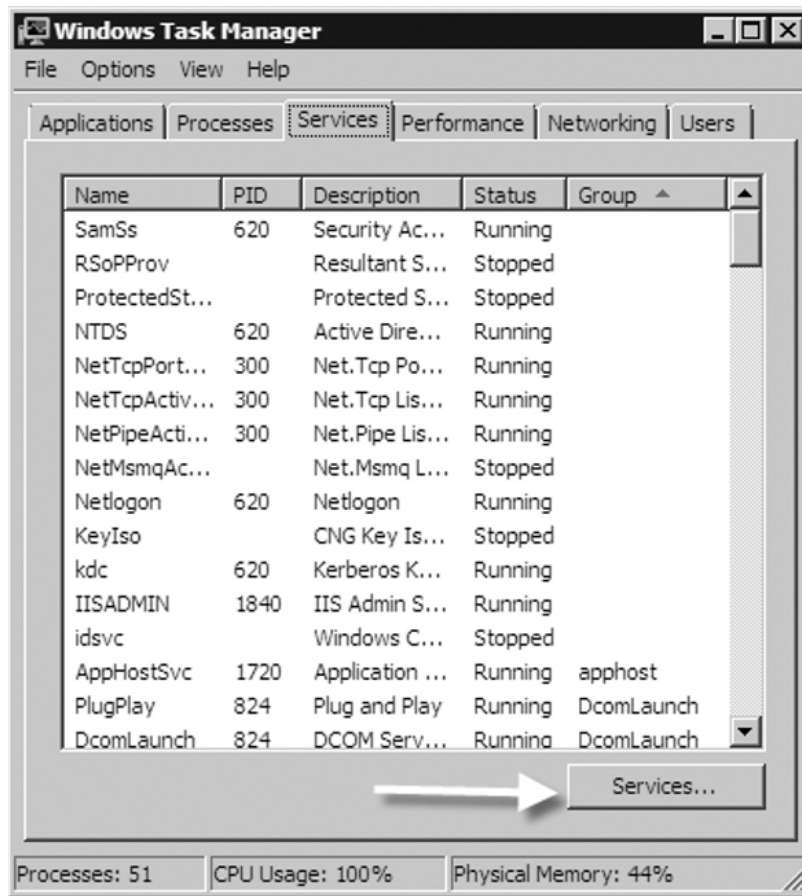 Windows Task Manager
File Options View Help
Applications Processes Services Performance Networking Users
Name PID Description Status Group
SamSs 620 Security Ac... Running
RSoPProv Resultant S... Stopped
ProtectedSt... Protected S... Stopped
NTDS 620 Active Dire... Running
NetTcpPort... 300 Net.Tcp Po... Running
NetTcpActiv... 300 Net.Tcp Lis... Running
NetPipeActi... 300 Net.Pipe Lis... Running
NetMsmqAc... Net.Msmq L... Stopped
Netlogon 620 Netlogon Running
KeyIso CNG Key Is... Stopped
kdc 620 Kerberos K... Running
IISADMIN 1840 IIS Admin S... Running
idsvc Windows C... Stopped
AppHostSvc 1720 Application ... Running apphost
PlugPlay 824 Plug and Play Running DcomLaunch
DcomLaunch 824 DCOM Serv... Running DcomLaunch
Services...
Processes: 51 CPU Usage: 100% Physical Memory: 44%